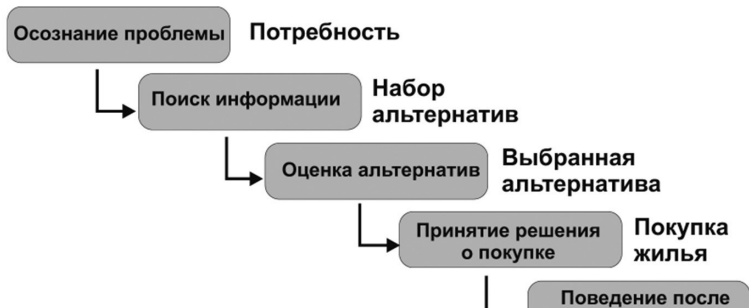 Осознание проблемы
Потребность
Поиск информации
Набор
альтернатив
Оценка альтернатив
Выбранная
альтернатива
Принятие решения
о покупке
Покупка
жилья
Поведение после